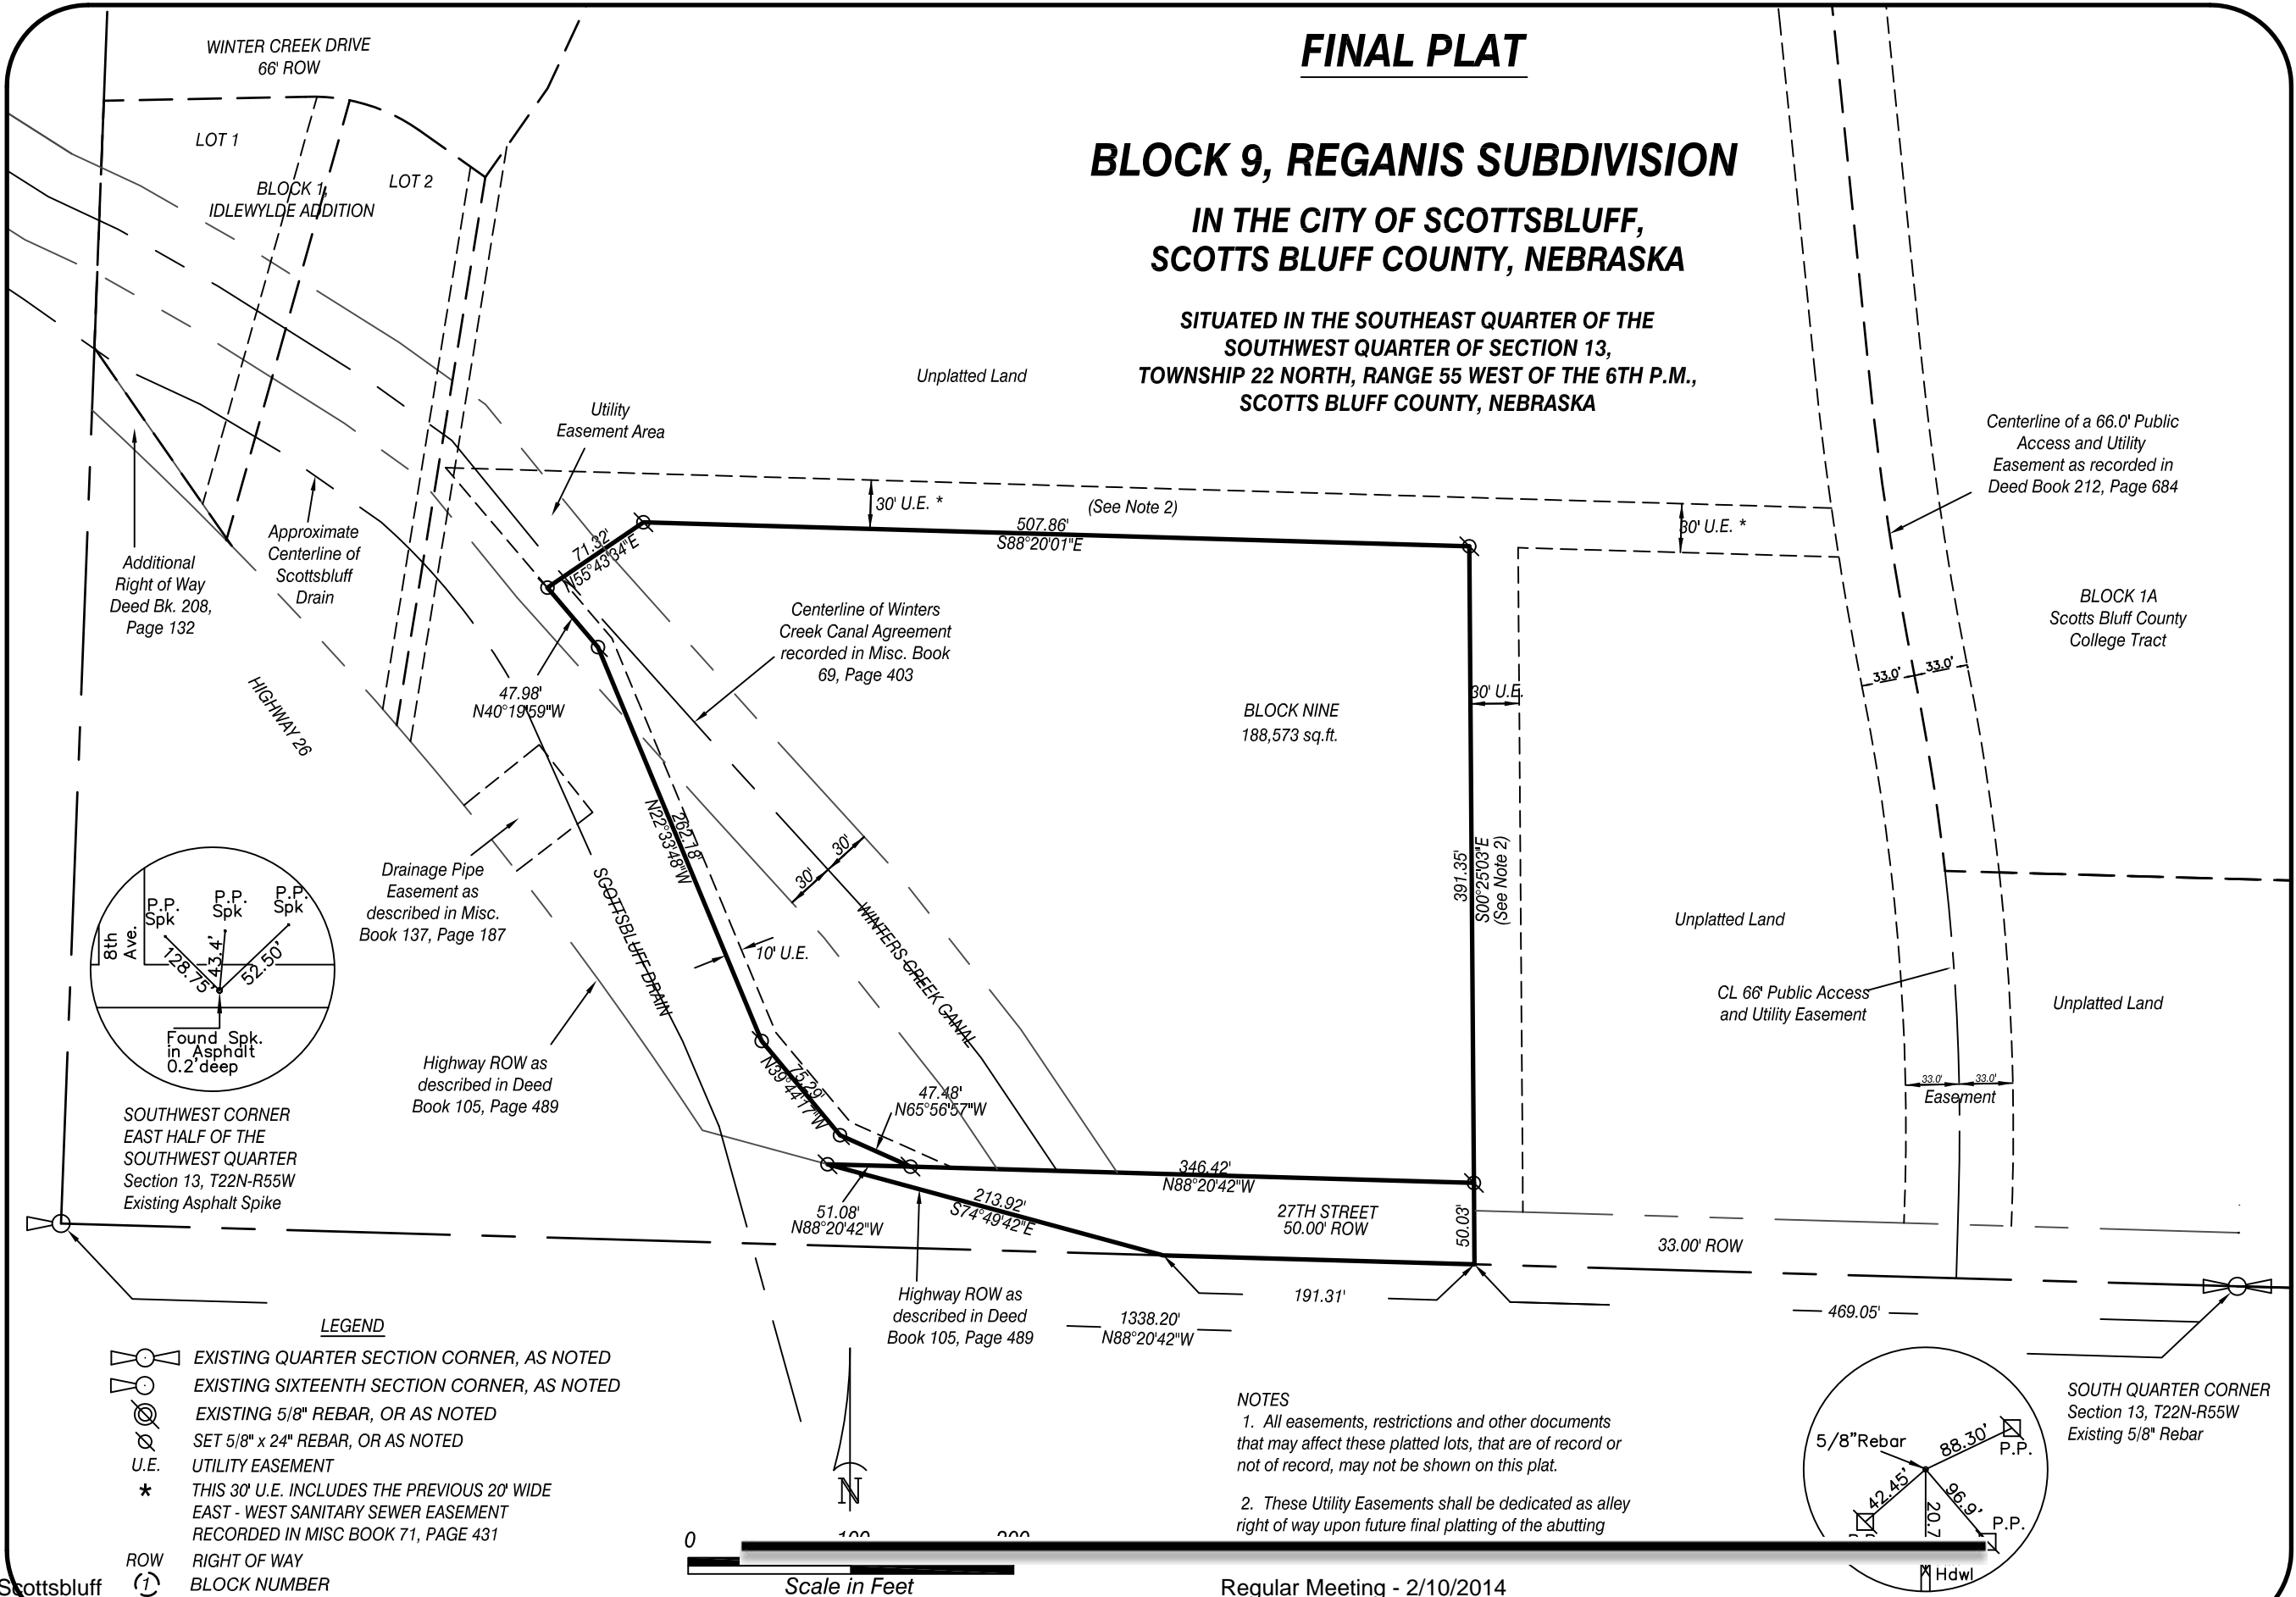 FINAL PLAT
BLOCK 9, REGANIS SUBDIVISION
IN THE CITY OF SCOTTSBLUFF,
SCOTTS BLUFF COUNTY, NEBRASKA
SITUATED IN THE SOUTHEAST QUARTER OF THE
SOUTHWEST QUARTER OF SECTION 13,
TOWNSHIP 22 NORTH, RANGE 55 WEST OF THE 6TH P.M.,
SCOTTS BLUFF COUNTY, NEBRASKA
WINTER CREEK DRIVE
66' ROW
LOT 1
LOT 2
BLOCK 1,
IDLEWYLDE ADDITION
Unplatted Land
Utility
Easement Area
30' U.E. *
(See Note 2)
507.86'
S88°20'01"E
30' U.E. *
71.32'
N55°43'34"E
Centerline of a 66.0' Public
Access and Utility
Easement as recorded in
Deed Book 212, Page 684
Additional
Right of Way
Deed Bk. 208,
Page 132
Approximate
Centerline of
Scottsbluff
Drain
Centerline of Winters
Creek Canal Agreement
recorded in Misc. Book
69, Page 403
BLOCK 1A
Scotts Bluff County
College Tract
33.0'
33.0'
47.98'
N40°19'59"W
HIGHWAY 26
30' U.E.
BLOCK NINE
188,573 sq.ft.
262.78'
N22°33'48"W
30'
30'
391.35'
S00°25'03"E
(See Note 2)
Drainage Pipe
Easement as
described in Misc.
Book 137, Page 187
SCOTTSBLUFF DRAIN
WINTERS CREEK CANAL
10' U.E.
Unplatted Land
CL 66' Public Access
and Utility Easement
Unplatted Land
P.P.
Spk
P.P.
Spk
P.P.
Spk
8th
Ave.
128.75'
43.4'
52.50'
Found Spk.
in Asphalt
0.2'deep
Highway ROW as
described in Deed
Book 105, Page 489
75.29'
N39°44'17"W
47.48'
N65°56'57"W
33.0'
33.0'
Easement
SOUTHWEST CORNER
EAST HALF OF THE
SOUTHWEST QUARTER
Section 13, T22N-R55W
Existing Asphalt Spike
346.42'
N88°20'42"W
51.08'
N88°20'42"W
213.92'
S74°49'42"E
27TH STREET
50.00' ROW
50.03'
33.00' ROW
Highway ROW as
described in Deed
Book 105, Page 489
191.31'
1338.20'
N88°20'42"W
469.05'
LEGEND
EXISTING QUARTER SECTION CORNER, AS NOTED
EXISTING SIXTEENTH SECTION CORNER, AS NOTED
EXISTING 5/8" REBAR, OR AS NOTED
SET 5/8" x 24" REBAR, OR AS NOTED
U.E. UTILITY EASEMENT
* THIS 30' U.E. INCLUDES THE PREVIOUS 20' WIDE
EAST - WEST SANITARY SEWER EASEMENT
RECORDED IN MISC BOOK 71, PAGE 431
ROW RIGHT OF WAY
1 BLOCK NUMBER
N
NOTES
1. All easements, restrictions and other documents
that may affect these platted lots, that are of record or
not of record, may not be shown on this plat.
2. These Utility Easements shall be dedicated as alley
right of way upon future final platting of the abutting
SOUTH QUARTER CORNER
Section 13, T22N-R55W
Existing 5/8" Rebar
5/8"Rebar
88.30'
P.P.
42.45'
96.9'
20.7
P.P.
Hdwl
0 100 200
Scale in Feet
Scottsbluff
Regular Meeting - 2/10/2014